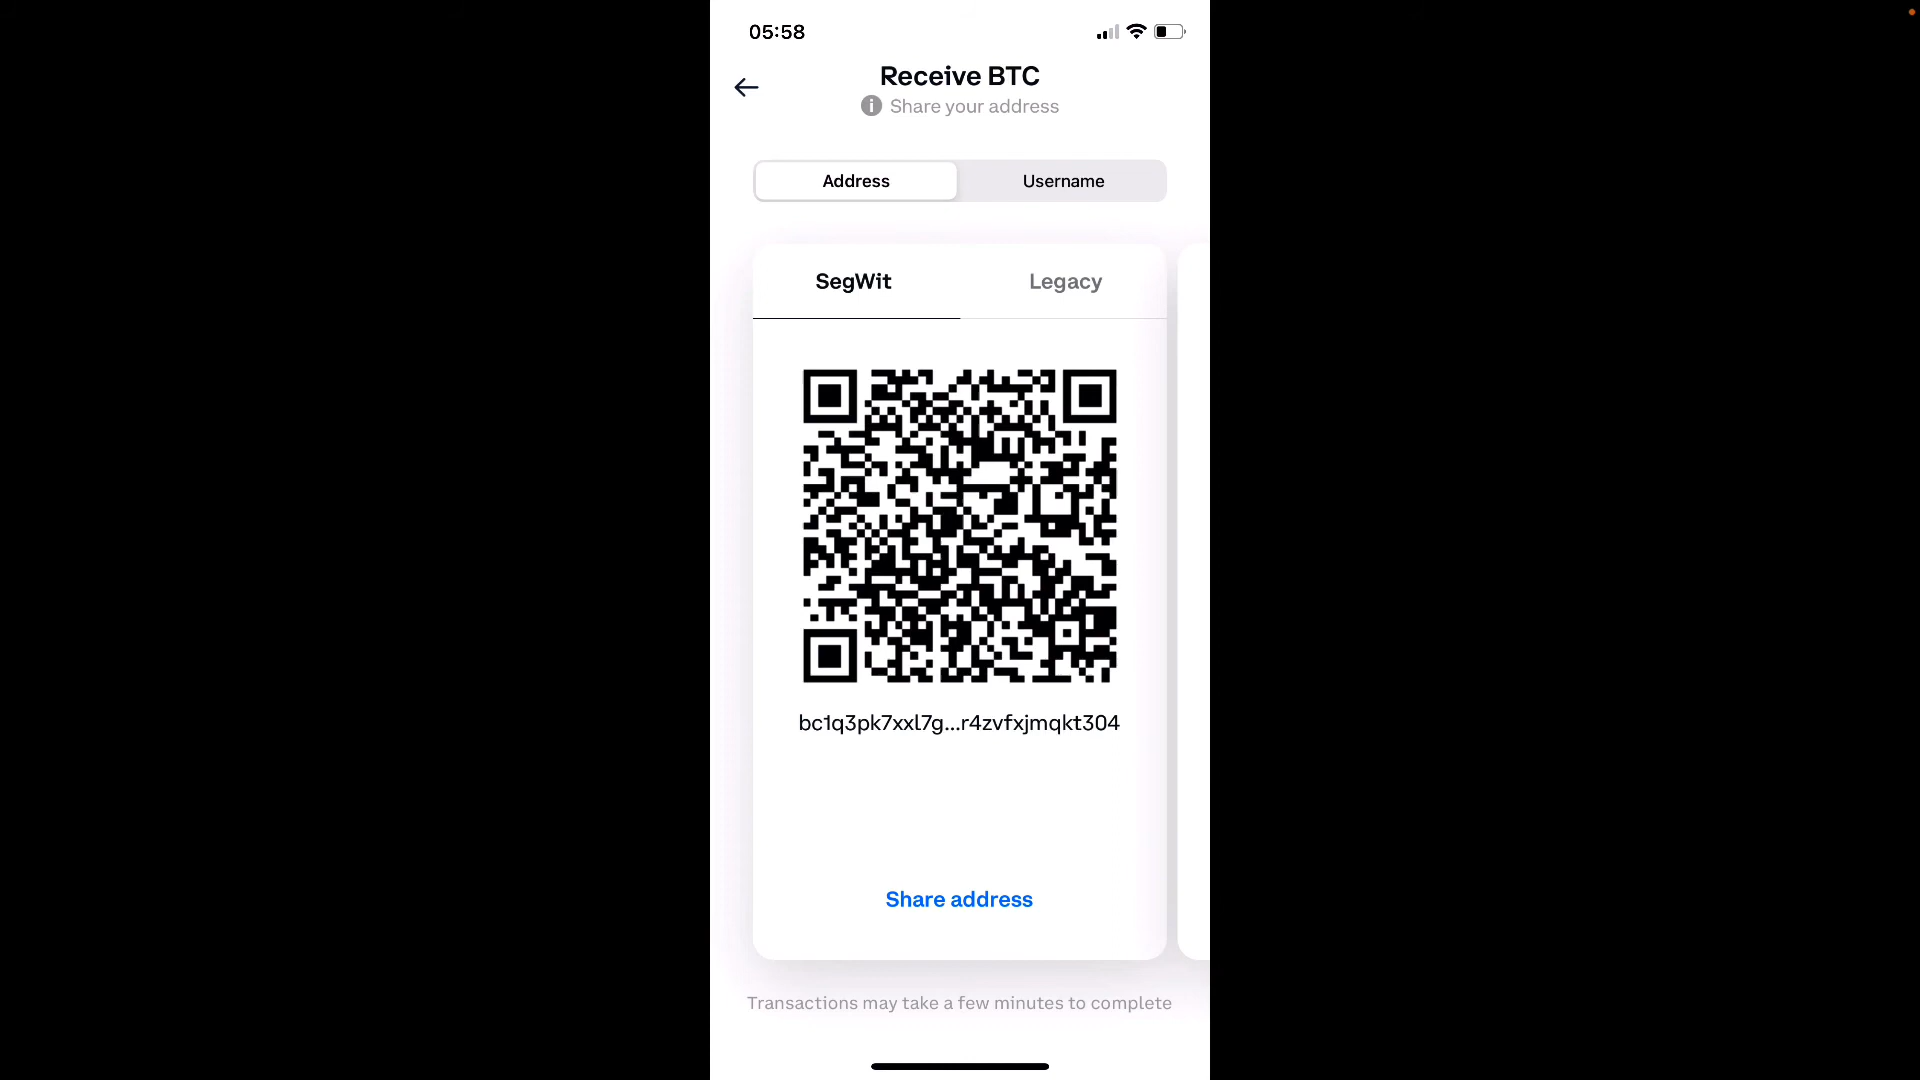 05:58
Receive BTC
Share your address
Address
Username
SegWit
Legacy
bc1q3pk7xxl7g...r4zvfxjmqkt304
Share address
Transactions may take a few minutes to complete